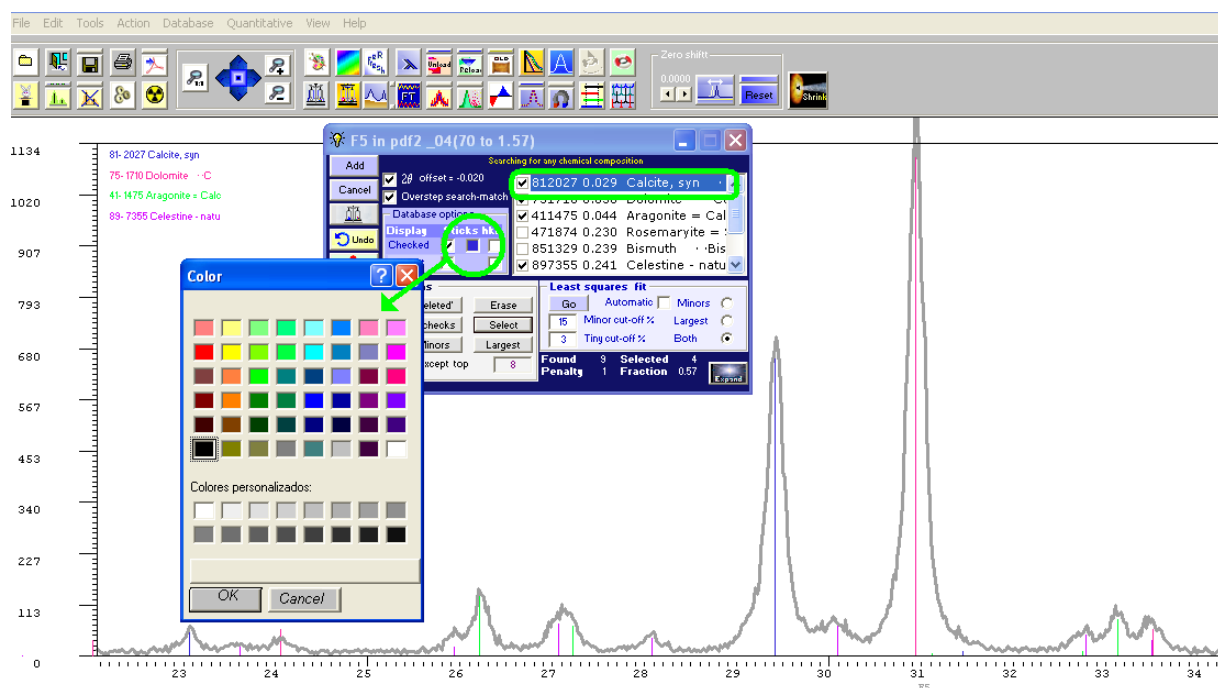 File Edit Tools Action Database Quantitative View Help
Zero shift
0.0000
Reset
Shrink
FT
A
1134
1020
907
793
680
567
453
340
227
113
0
81- 2027 Calcite, syn
75- 1710 Dolomite · ·C
41- 1475 Aragonite = Calc
89- 7355 Celestine - natu
F5 in pdf2 _04(70 to 1.57)
Searching for any chemical composition
Add
Cancel
Undo
2θ offset = -0.020
Overstep search-match
Database options
Display Sticks hkl
Checked
812027 0.029 Calcite, syn ·
411475 0.044 Aragonite = Cal
471874 0.230 Rosemaryite = :
851329 0.239 Bismuth · ·Bis
897355 0.241 Celestine - natu
Erase
Select
Minors Largest
except top 8
Least squares fit
Go Automatic Minors
15 Minor cut-off % Largest
3 Tiny cut-off % Both
Found 9 Selected 4
Penalty 1 Fraction 0.57
Expand
Color
Colores personalizados:
OK Cancel
23 24 25 26 27 28 29 30 31 32 33 34